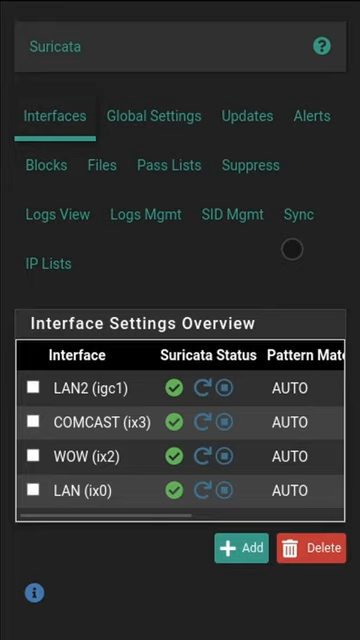 Suricata
Interfaces Global Settings Updates Alerts
Blocks Files Pass Lists Suppress
Logs View Logs Mgmt SID Mgmt Sync
IP Lists
Interface Settings Overview
Interface Suricata Status Pattern Mat
LAN2 (igc1) AUTO
COMCAST (ix3) AUTO
WOW (ix2) AUTO
LAN (ix0) AUTO
Add Delete